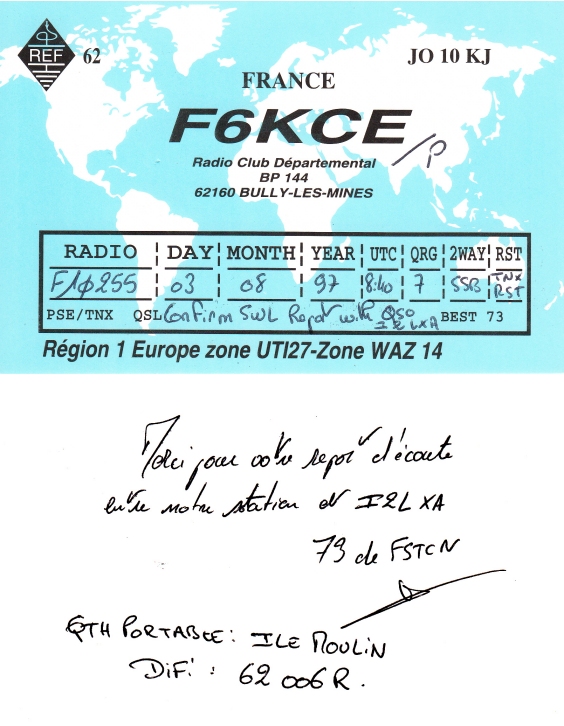 REF 62 JO 10 KJ
FRANCE
F6KCE /P
Radio Club Départemental
BP 144
62160 BULLY-LES-MINES
RADIO DAY MONTH YEAR UTC QRG 2WAY RST
F1Ø255 03 08 97 8:40 7 SSB TNX RST
PSE/TNX QSL Confirm SWL Report with QSO I2LXA BEST 73
Région 1 Europe zone UTI27-Zone WAZ 14
Merci pour votre report d'écoute
entre notre station et I2LXA
73 de F5TCN
QTH PORTABLE: ILE MOULIN
DiFi : 62 006 R.